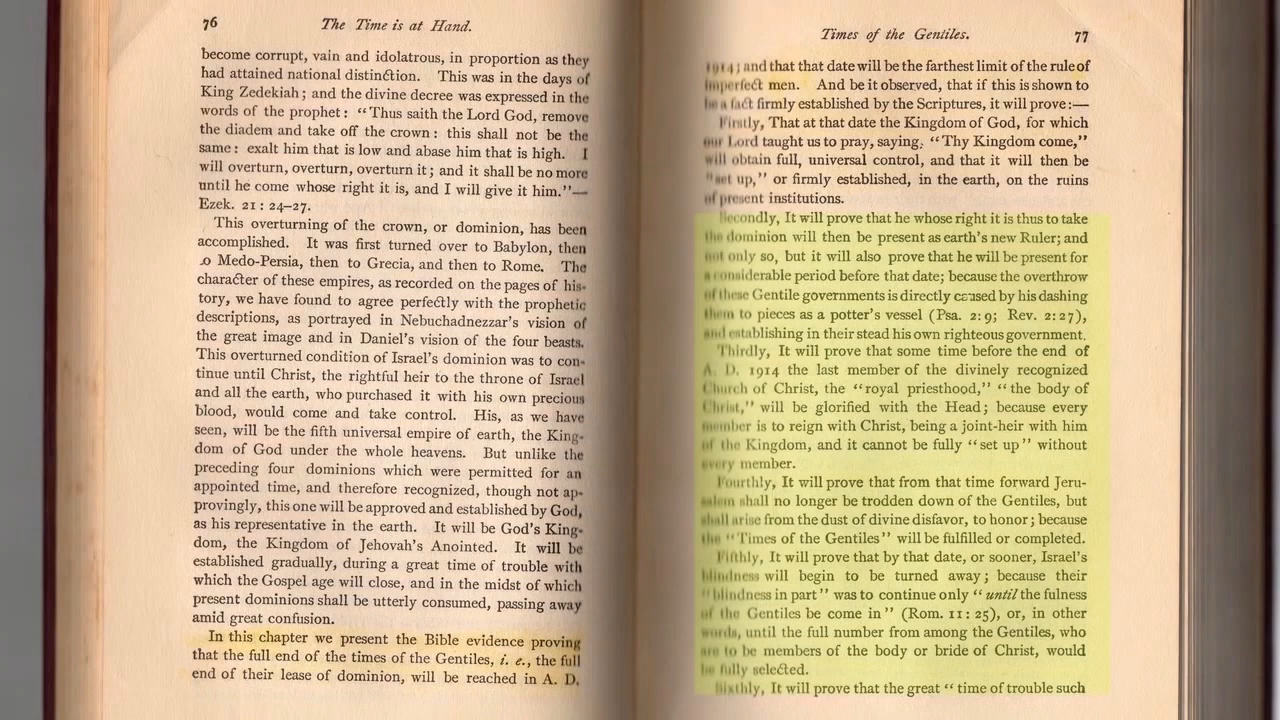 76
The Time is at Hand.
become corrupt, vain and idolatrous, in proportion as they
had attained national distinction. This was in the days of
King Zedekiah; and the divine decree was expressed in the
words of the prophet: “Thus saith the Lord God, remove
the diadem and take off the crown: this shall not be the
same: exalt him that is low and abase him that is high. I
will overturn, overturn, overturn it; and it shall be no more
until he come whose right it is, and I will give it him.”—
Ezek. 21: 24–27.
This overturning of the crown, or dominion, has been
accomplished. It was first turned over to Babylon, then
.o Medo-Persia, then to Grecia, and then to Rome. The
character of these empires, as recorded on the pages of his-
tory, we have found to agree perfectly with the prophetic
descriptions, as portrayed in Nebuchadnezzar's vision of
the great image and in Daniel's vision of the four beasts.
This overturned condition of Israel's dominion was to con-
tinue until Christ, the rightful heir to the throne of Israel
and all the earth, who purchased it with his own precious
blood, would come and take control. His, as we have
seen, will be the fifth universal empire of earth, the King-
dom of God under the whole heavens. But unlike the
preceding four dominions which were permitted for an
appointed time, and therefore recognized, though not ap-
provingly, this one will be approved and established by God,
as his representative in the earth. It will be God's King-
dom, the Kingdom of Jehovah's Anointed. It will be
established gradually, during a great time of trouble with
which the Gospel age will close, and in the midst of which
present dominions shall be utterly consumed, passing away
amid great confusion.
In this chapter we present the Bible evidence proving
that the full end of the times of the Gentiles, i. e., the full
end of their lease of dominion, will be reached in A. D.
Times of the Gentiles.
77
1914; and that that date will be the farthest limit of the rule of
imperfect men. And be it observed, that if this is shown to
be a fact firmly established by the Scriptures, it will prove:—
Firstly, That at that date the Kingdom of God, for which
our Lord taught us to pray, saying, “Thy Kingdom come,”
will obtain full, universal control, and that it will then be
“set up,” or firmly established, in the earth, on the ruins
of present institutions.
Secondly, It will prove that he whose right it is thus to take
the dominion will then be present as earth's new Ruler; and
not only so, but it will also prove that he will be present for
a considerable period before that date; because the overthrow
of these Gentile governments is directly caused by his dashing
them to pieces as a potter's vessel (Psa. 2:9; Rev. 2:27),
and establishing in their stead his own righteous government.
Thirdly, It will prove that some time before the end of
A. D. 1914 the last member of the divinely recognized
Church of Christ, the “royal priesthood,” “the body of
Christ,” will be glorified with the Head; because every
member is to reign with Christ, being a joint-heir with him
of the Kingdom, and it cannot be fully “set up” without
every member.
Fourthly, It will prove that from that time forward Jeru-
salem shall no longer be trodden down of the Gentiles, but
shall arise from the dust of divine disfavor, to honor; because
the “Times of the Gentiles” will be fulfilled or completed.
Fifthly, It will prove that by that date, or sooner, Israel's
blindness will begin to be turned away; because their
“blindness in part” was to continue only “until the fulness
of the Gentiles be come in” (Rom. 11: 25), or, in other
words, until the full number from among the Gentiles, who
are to be members of the body or bride of Christ, would
be fully selected.
Sixthly, It will prove that the great “time of trouble such